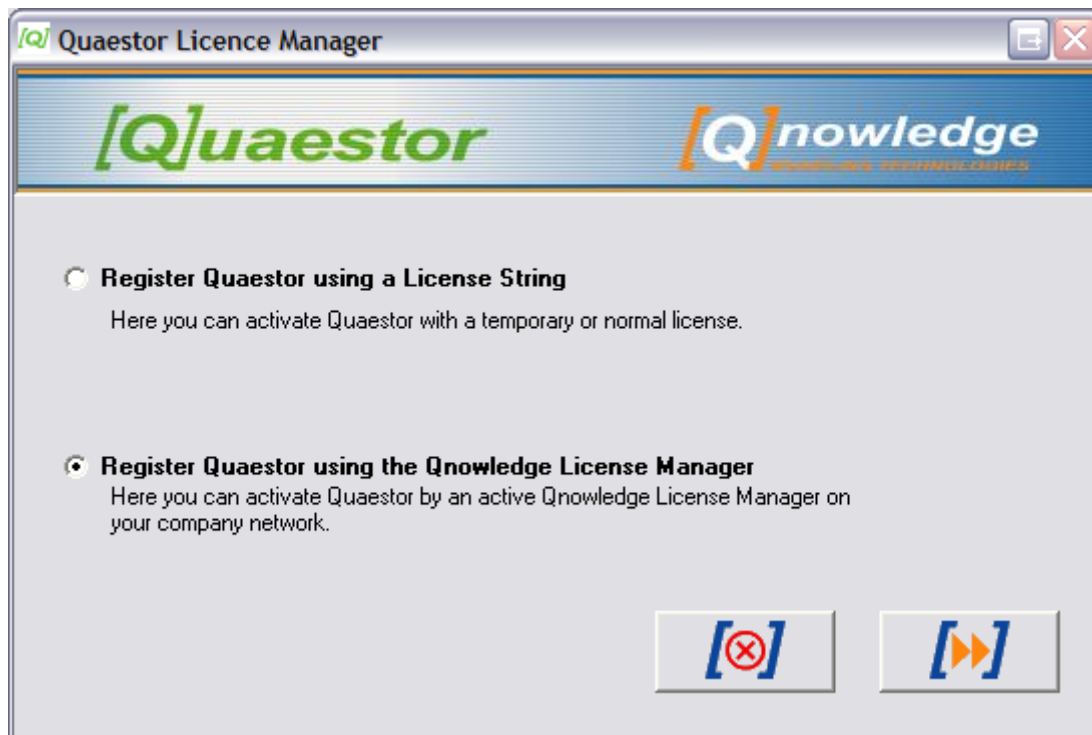 [Q] Quaestor Licence Manager
[Q]uaestor
[Q]nowledge
ENABLING TECHNOLOGIES
Register Quaestor using a License String
Here you can activate Quaestor with a temporary or normal license.
Register Quaestor using the Qnowledge License Manager
Here you can activate Quaestor by an active Qnowledge License Manager on
your company network.